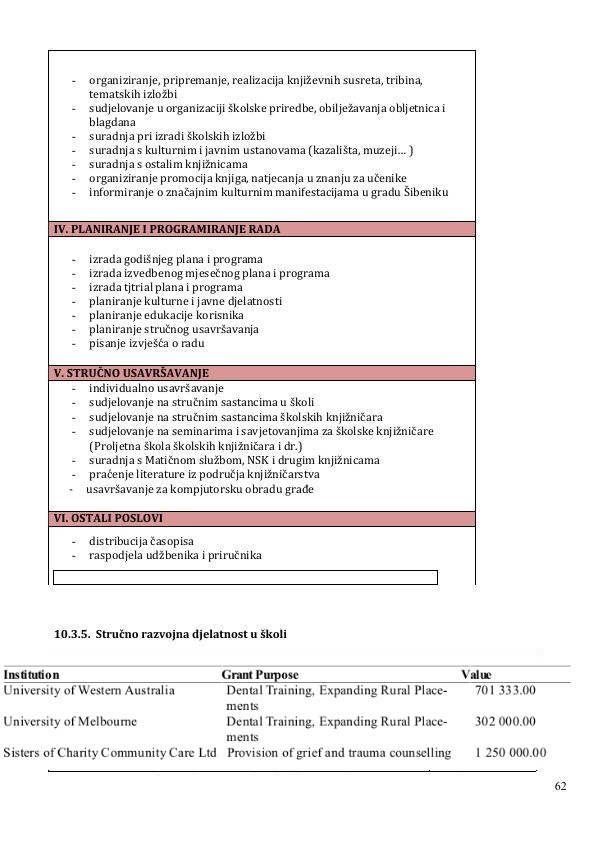 - organiziranje, pripremanje, realizacija književnih susreta, tribina,
tematskih izložbi
- sudjelovanje u organizaciji školske priredbe, obilježavanja obljetnica i
blagdana
- suradnja pri izradi školskih izložbi
- suradnja s kulturnim i javnim ustanovama (kazališta, muzeji... )
- suradnja s ostalim knjižnicama
- organiziranje promocija knjiga, natjecanja u znanju za učenike
- informiranje o značajnim kulturnim manifestacijama u gradu Šibeniku
IV. PLANIRANJE I PROGRAMIRANJE RADA
- izrada godišnjeg plana i programa
- izrada izvedbenog mjesečnog plana i programa
- izrada tjtrial plana i programa
- planiranje kulturne i javne djelatnosti
- planiranje edukacije korisnika
- planiranje stručnog usavršavanja
- pisanje izvješća o radu
V. STRUČNO USAVRŠAVANJE
- individualno usavršavanje
- sudjelovanje na stručnim sastancima u školi
- sudjelovanje na stručnim sastancima školskih knjižničara
- sudjelovanje na seminarima i savjetovanjima za školske knjižničare
(Proljetna škola školskih knjižničara i dr.)
- suradnja s Matičnom službom, NSK i drugim knjižnicama
- praćenje literature iz područja knjižničarstva
- usavršavanje za kompjutorsku obradu građe
VI. OSTALI POSLOVI
- distribucija časopisa
- raspodjela udžbenika i priručnika
10.3.5. Stručno razvojna djelatnost u školi
Institution Grant Purpose Value
University of Western Australia Dental Training, Expanding Rural Place- 701 333.00
ments
University of Melbourne Dental Training, Expanding Rural Place- 302 000.00
ments
Sisters of Charity Community Care Ltd Provision of grief and trauma counselling 1 250 000.00
62